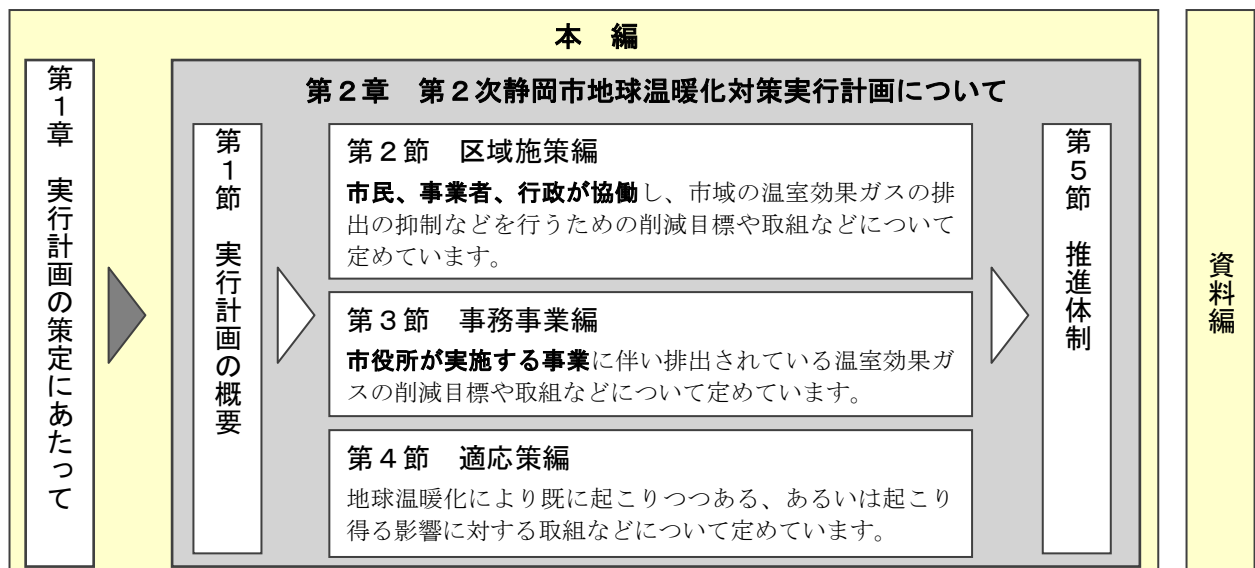 本　編
第１章　実行計画の策定にあたって
第２章　第２次静岡市地球温暖化対策実行計画について
第１節　実行計画の概要
第２節　区域施策編
市民、事業者、行政が協働し、市域の温室効果ガスの排
出の抑制などを行うための削減目標や取組などについて
定めています。
第３節　事務事業編
市役所が実施する事業に伴い排出されている温室効果ガ
スの削減目標や取組などについて定めています。
第４節　適応策編
地球温暖化により既に起こりつつある、あるいは起こり
得る影響に対する取組などについて定めています。
第５節　推進体制
資料編